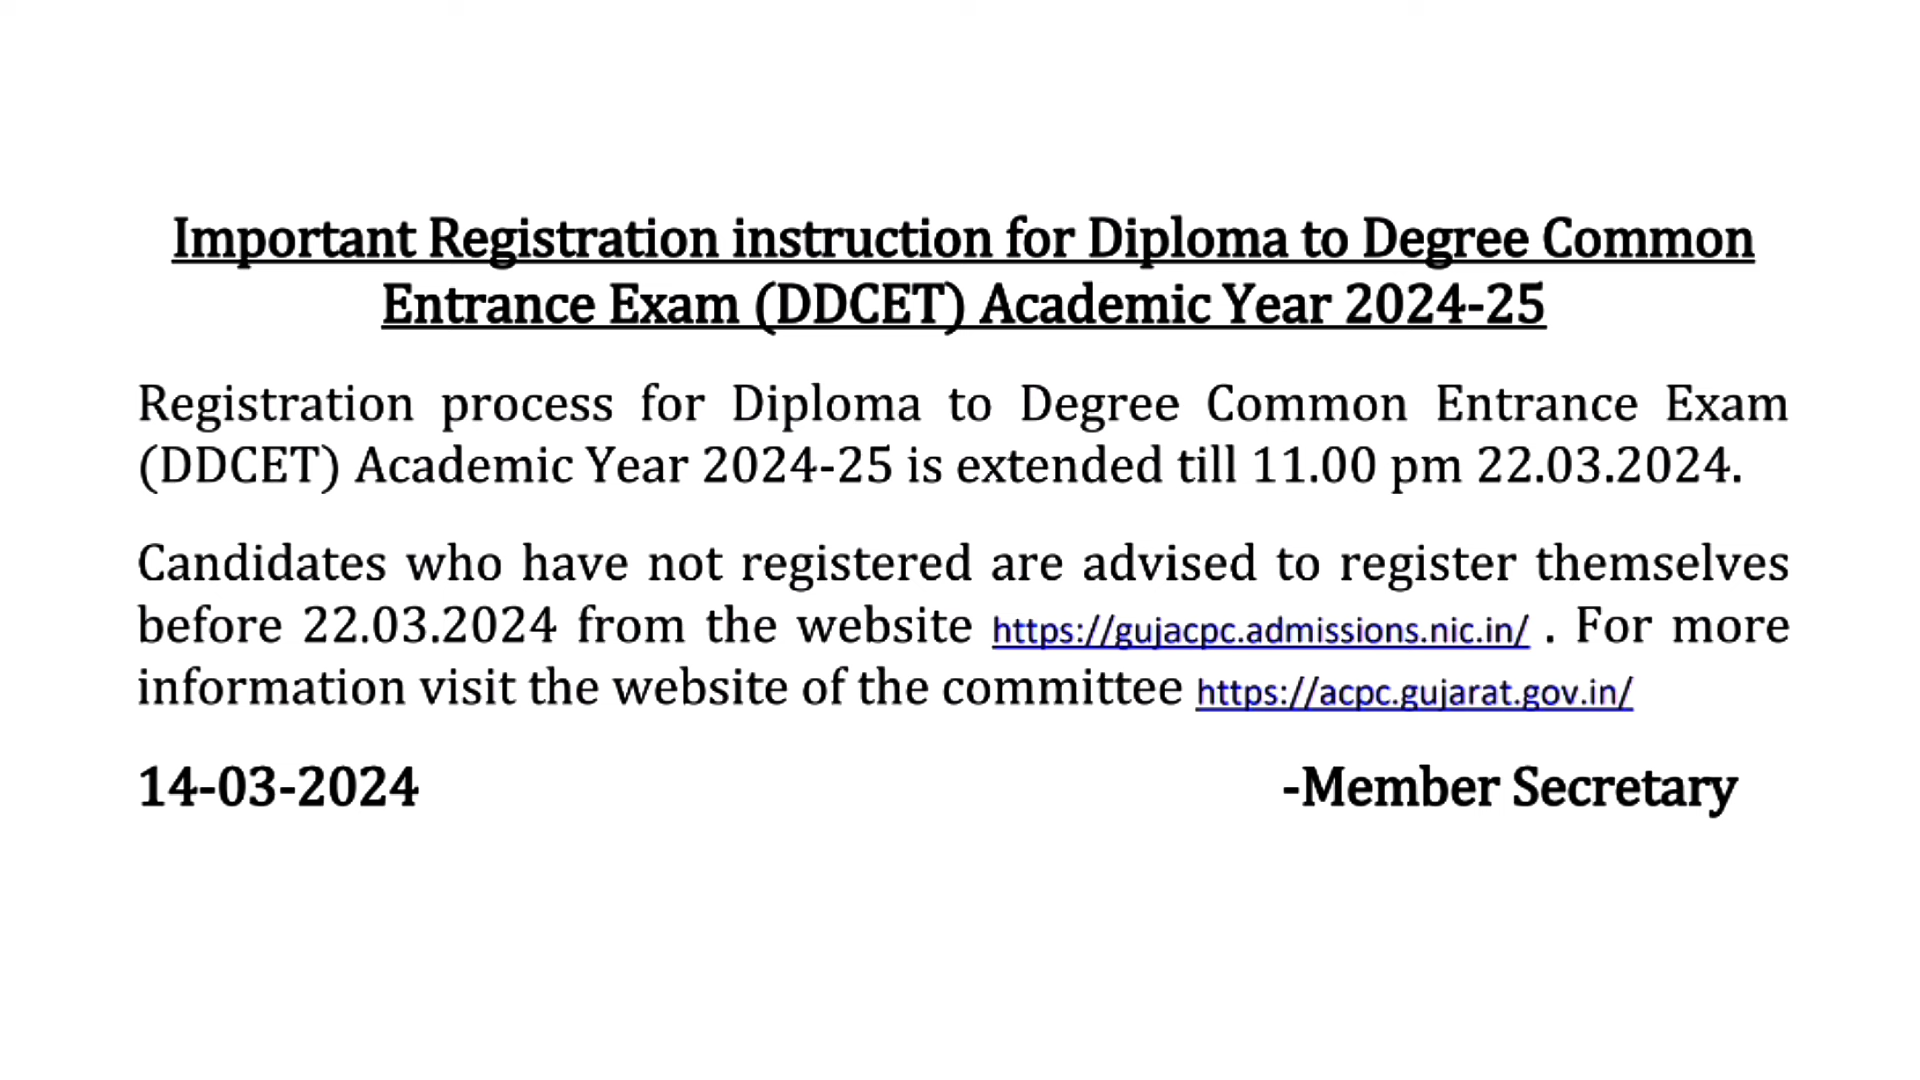 Important Registration instruction for Diploma to Degree Common
Entrance Exam (DDCET) Academic Year 2024-25
Registration process for Diploma to Degree Common Entrance Exam
(DDCET) Academic Year 2024-25 is extended till 11.00 pm 22.03.2024.
Candidates who have not registered are advised to register themselves
before 22.03.2024 from the website https://gujacpc.admissions.nic.in/ . For more
information visit the website of the committee https://acpc.gujarat.gov.in/
14-03-2024 -Member Secretary